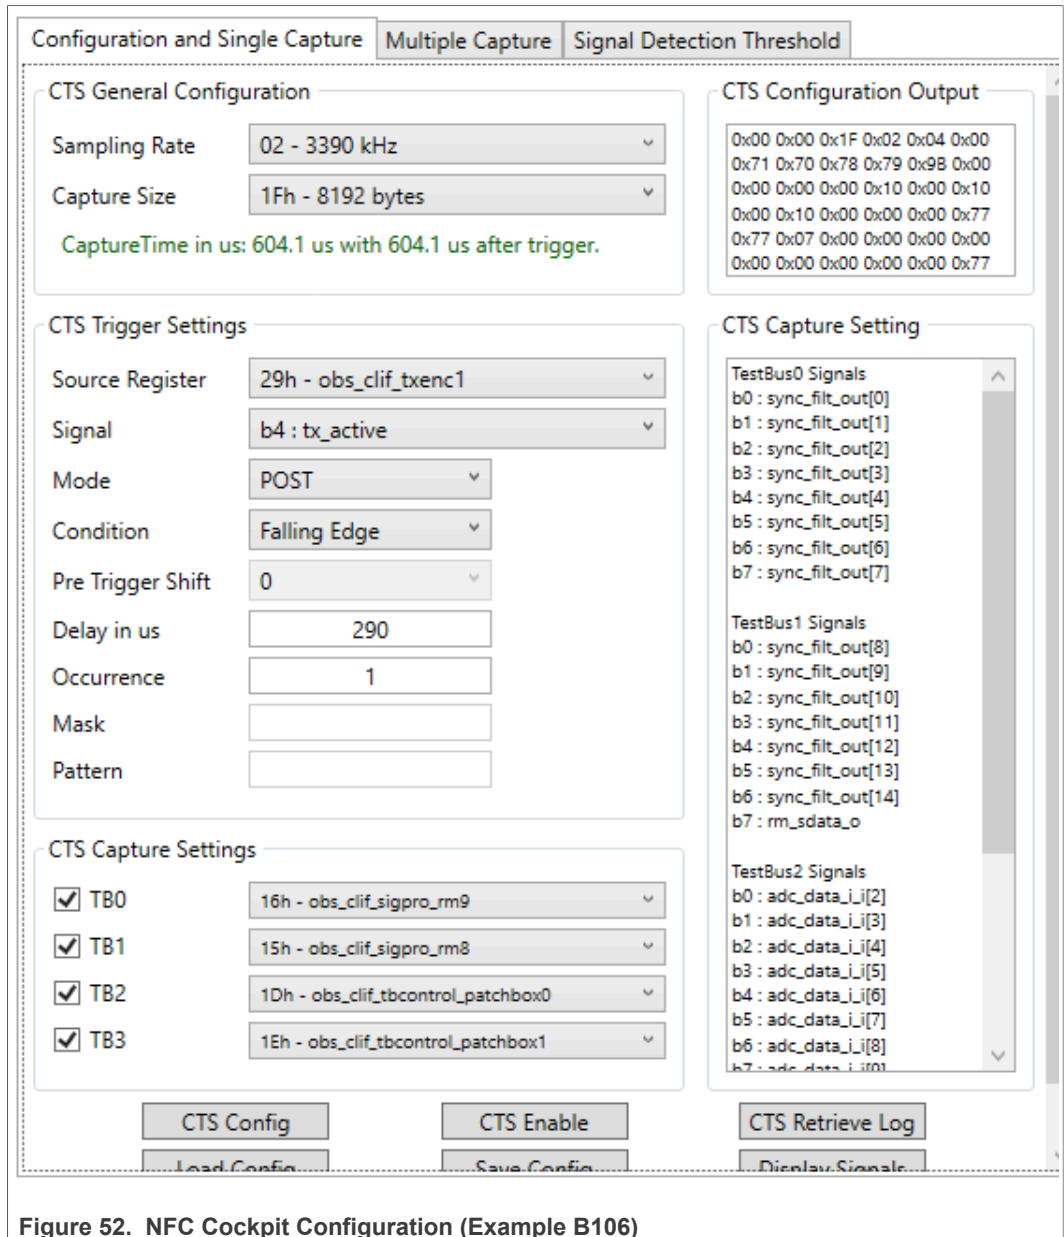 Configuration and Single Capture
Multiple Capture
Signal Detection Threshold
CTS General Configuration
Sampling Rate
02 - 3390 kHz
Capture Size
1Fh - 8192 bytes
CaptureTime in us: 604.1 us with 604.1 us after trigger.
CTS Configuration Output
0x00 0x00 0x1F 0x02 0x04 0x00
0x71 0x70 0x78 0x79 0x9B 0x00
0x00 0x00 0x00 0x10 0x00 0x10
0x00 0x10 0x00 0x00 0x00 0x77
0x77 0x07 0x00 0x00 0x00 0x00
0x00 0x00 0x00 0x00 0x00 0x77
CTS Trigger Settings
Source Register
29h - obs_clif_txenc1
Signal
b4 : tx_active
Mode
POST
Condition
Falling Edge
Pre Trigger Shift
0
Delay in us
290
Occurrence
1
Mask
Pattern
CTS Capture Settings
TB0
16h - obs_clif_sigpro_rm9
TB1
15h - obs_clif_sigpro_rm8
TB2
1Dh - obs_clif_tbcontrol_patchbox0
TB3
1Eh - obs_clif_tbcontrol_patchbox1
CTS Capture Setting
TestBus0 Signals
b0 : sync_filt_out[0]
b1 : sync_filt_out[1]
b2 : sync_filt_out[2]
b3 : sync_filt_out[3]
b4 : sync_filt_out[4]
b5 : sync_filt_out[5]
b6 : sync_filt_out[6]
b7 : sync_filt_out[7]
TestBus1 Signals
b0 : sync_filt_out[8]
b1 : sync_filt_out[9]
b2 : sync_filt_out[10]
b3 : sync_filt_out[11]
b4 : sync_filt_out[12]
b5 : sync_filt_out[13]
b6 : sync_filt_out[14]
b7 : rm_sdata_o
TestBus2 Signals
b0 : adc_data_i_i[2]
b1 : adc_data_i_i[3]
b2 : adc_data_i_i[4]
b3 : adc_data_i_i[5]
b4 : adc_data_i_i[6]
b5 : adc_data_i_i[7]
b6 : adc_data_i_i[8]
b7 : adc_data_i_i[9]
CTS Config
CTS Enable
CTS Retrieve Log
Load Config
Save Config
Display Signals
Figure 52. NFC Cockpit Configuration (Example B106)